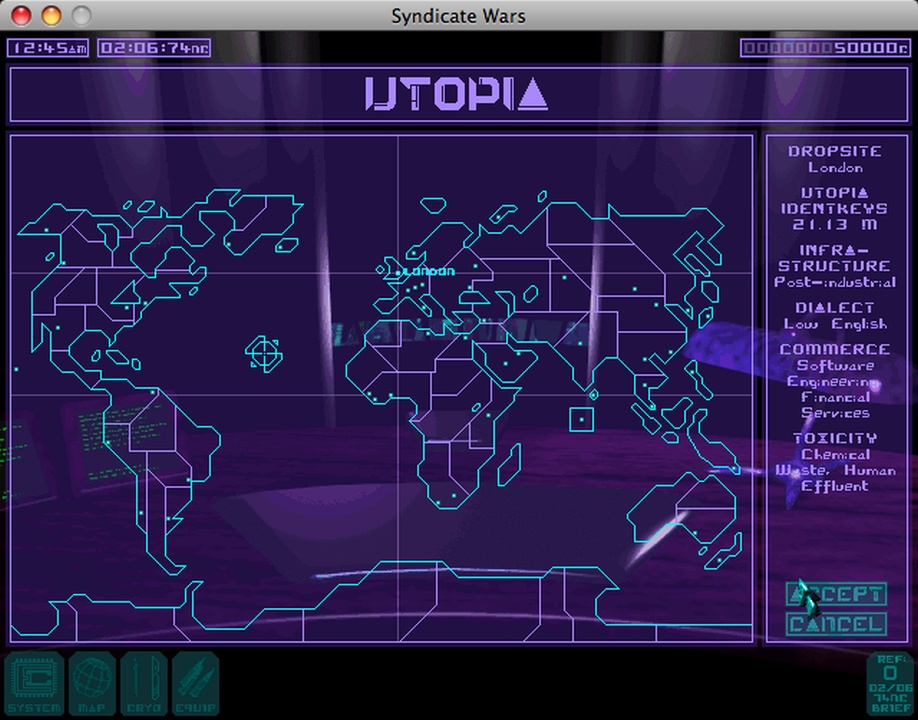 Syndicate Wars
12:45AM 02:06:74NC 000000050000C
UTOPIA
DROPSITE
London
UTOPIA
IDENTKEYS
21.13 M
INFRA-
STRUCTURE
Post-industrial
DIALECT
Low English
COMMERCE
Software
Engineering
Financial
Services
TOXICITY
Chemical
Waste, Human
Effluent
London
ACCEPT
CANCEL
SYSTEM MAP CRYO EQUIP
REF:
0
02/06
74NC
BRIEF